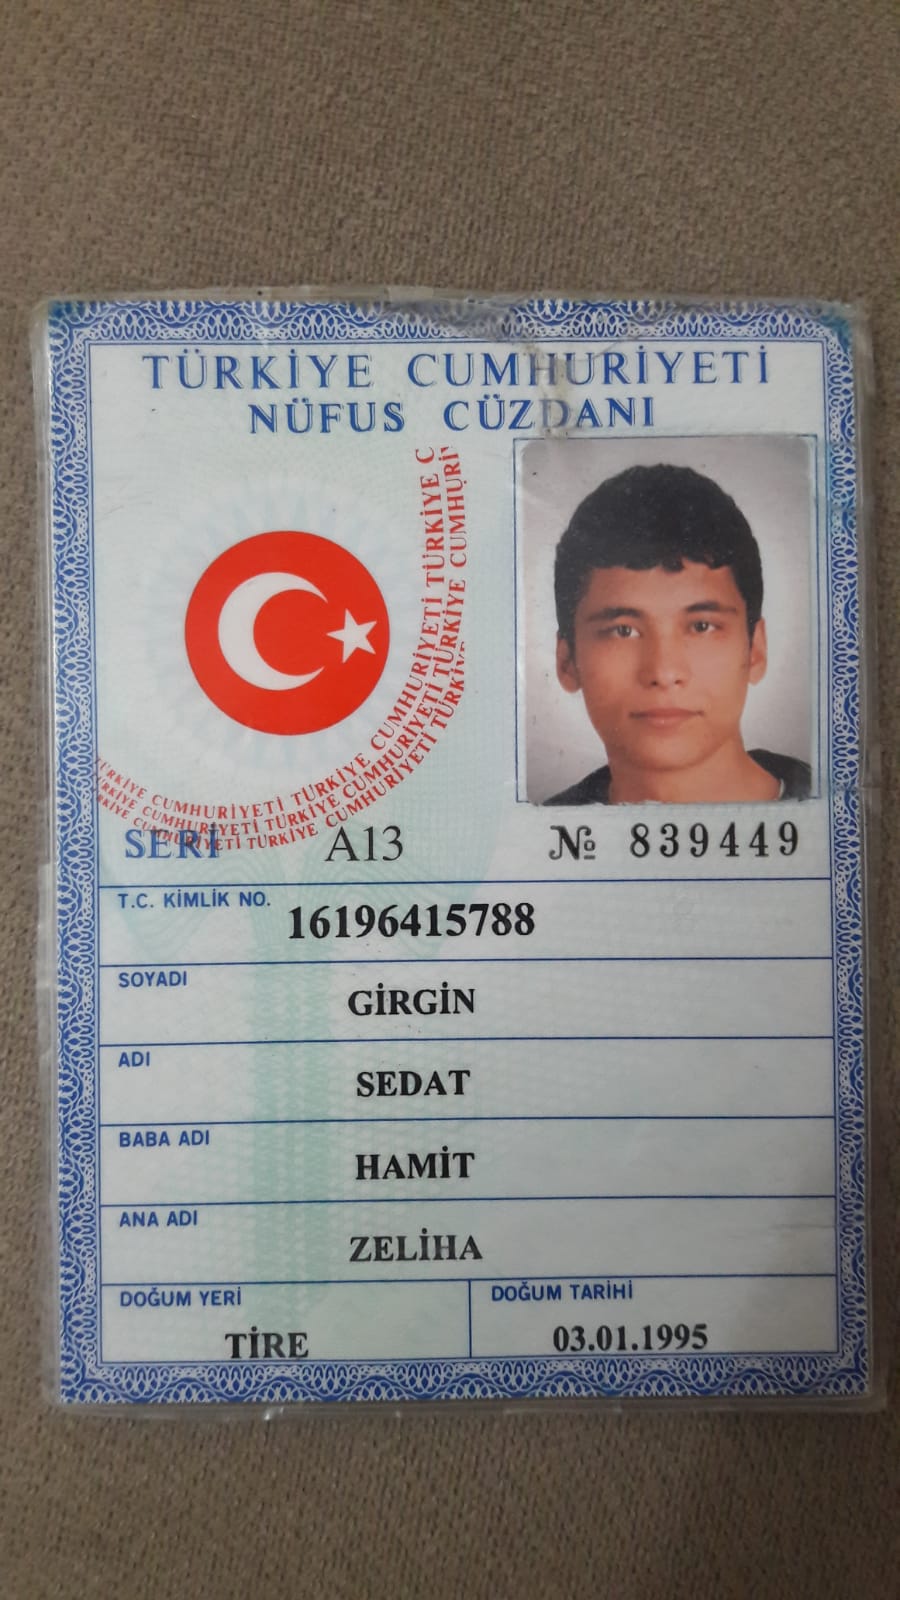 TÜRKİYE CUMHURİYETİ
NÜFUS CÜZDANI
TÜRKİYE CUMHURİYETİ TÜRKİYE CUMHURİYETİ TÜRKİYE C
TÜRKİYE CUMHURİYETİ TÜRKİYE CUMHURİYETİ TÜRKİYE CUMHURİY
TÜRKİYE CUMHURİYETİ TÜRKİYE CUMHURİYETİ TÜRKİYE
SERİ A13 № 839449
T.C. KİMLİK NO. 16196415788
SOYADI
GİRGİN
ADI
SEDAT
BABA ADI
HAMİT
ANA ADI
ZELİHA
DOĞUM YERİ DOĞUM TARİHİ
TİRE 03.01.1995